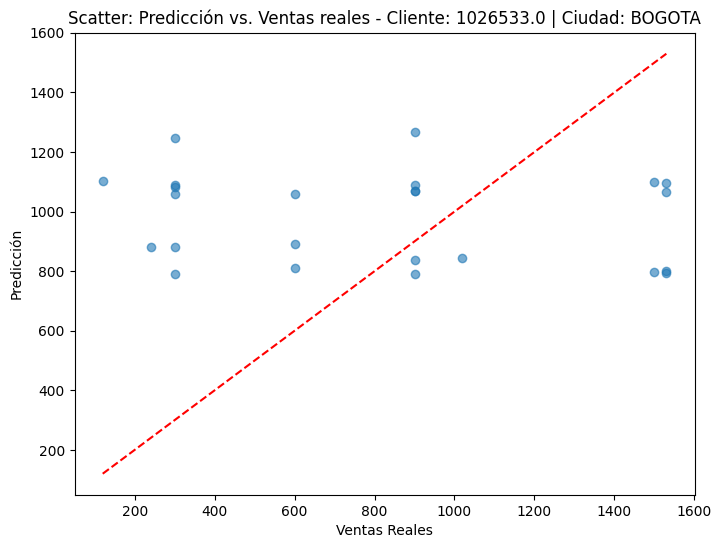 Scatter: Predicción vs. Ventas reales - Cliente: 1026533.0 | Ciudad: BOGOTA
1600
1400
1200
1000
800
600
400
200
Predicción
200 400 600 800 1000 1200 1400 1600
Ventas Reales